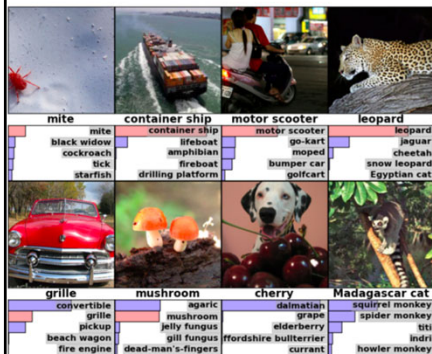 mite
container ship
motor scooter
leopard
mite
black widow
cockroach
tick
starfish
container ship
lifeboat
amphibian
fireboat
drilling platform
motor scooter
go-kart
moped
bumper car
golfcart
leopard
jaguar
cheetah
snow leopard
Egyptian cat
grille
mushroom
cherry
Madagascar cat
convertible
grille
pickup
beach wagon
fire engine
agaric
mushroom
jelly fungus
gill fungus
dead-man's-fingers
dalmatian
grape
elderberry
ffordshire bullterrier
currant
squirrel monkey
spider monkey
titi
indri
howler monkey